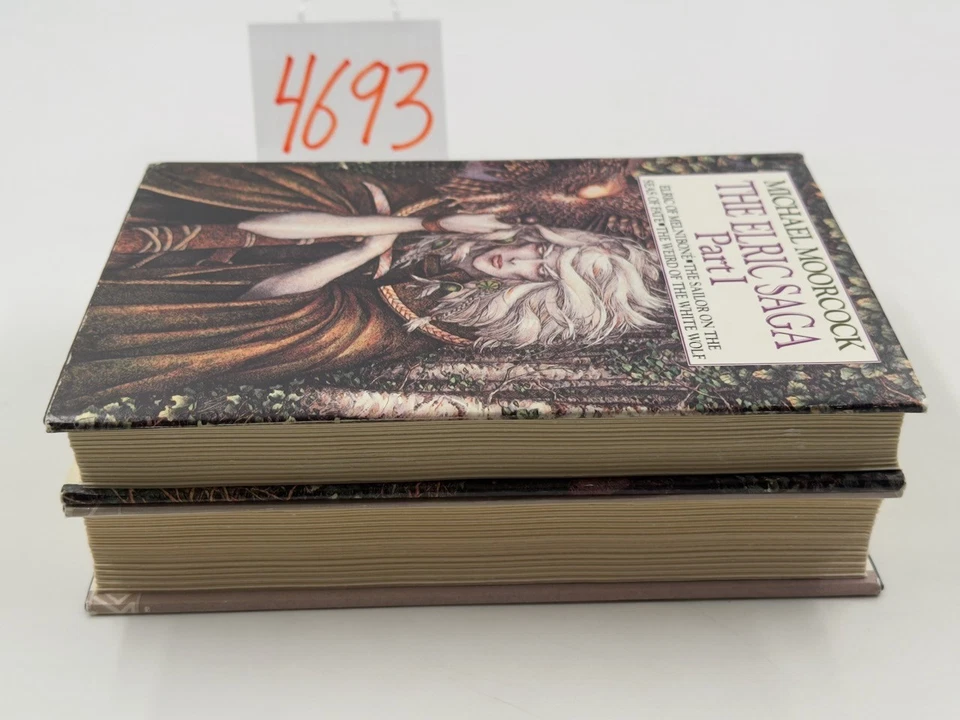 4693
MICHAEL MOORCOCK
THE ELRIC SAGA
Part I
ELRIC OF MELNIBONÉ•THE SAILOR ON THE
SEAS OF FATE•THE WEIRD OF THE WHITE WOLF